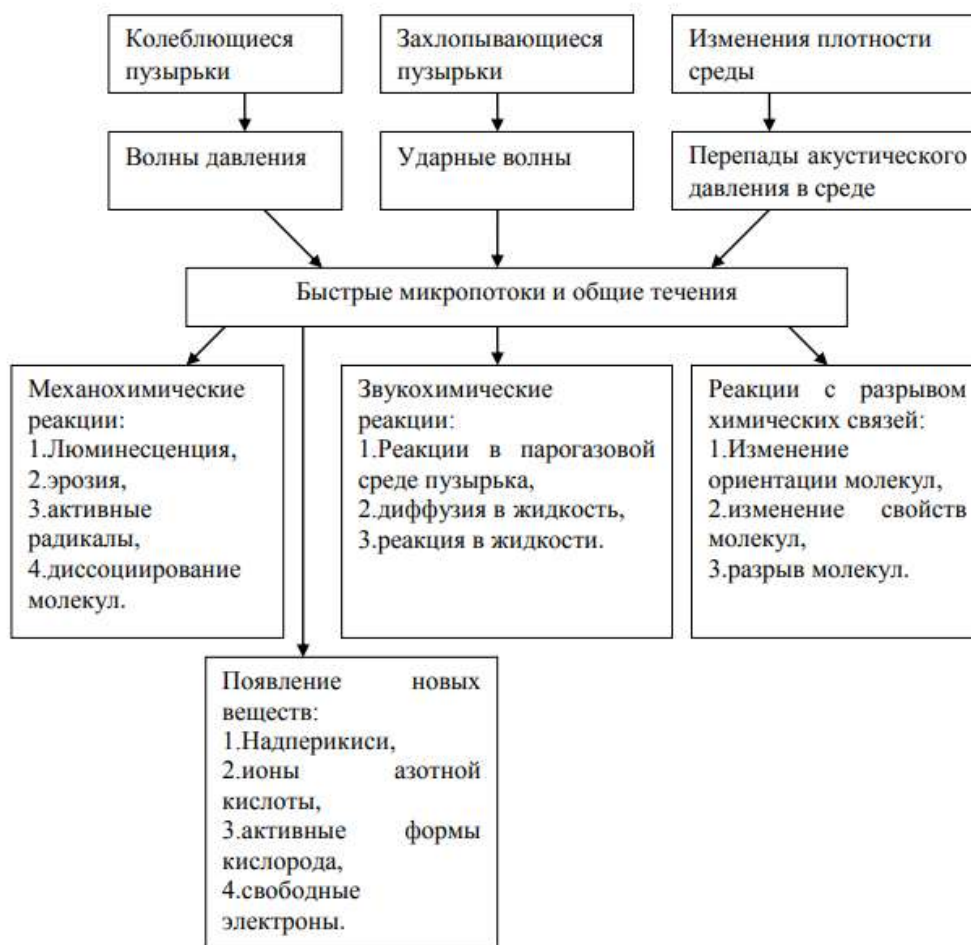 Колеблющиеся
пузырьки
Захлопывающиеся
пузырьки
Изменения плотности
среды
Волны давления
Ударные волны
Перепады акустического
давления в среде
Быстрые микропотоки и общие течения
Механохимические
реакции:
1.Люминесценция,
2.эрозия,
3.активные
радикалы,
4.диссоциирование
молекул.
Звукохимические
реакции:
1.Реакции в парогазовой
среде пузырька,
2.диффузия в жидкость,
3.реакция в жидкости.
Реакции с разрывом
химических связей:
1.Изменение
ориентации молекул,
2.изменение свойств
молекул,
3.разрыв молекул.
Появление новых
веществ:
1.Надперикиси,
2.ионы азотной
кислоты,
3.активные формы
кислорода,
4.свободные
электроны.